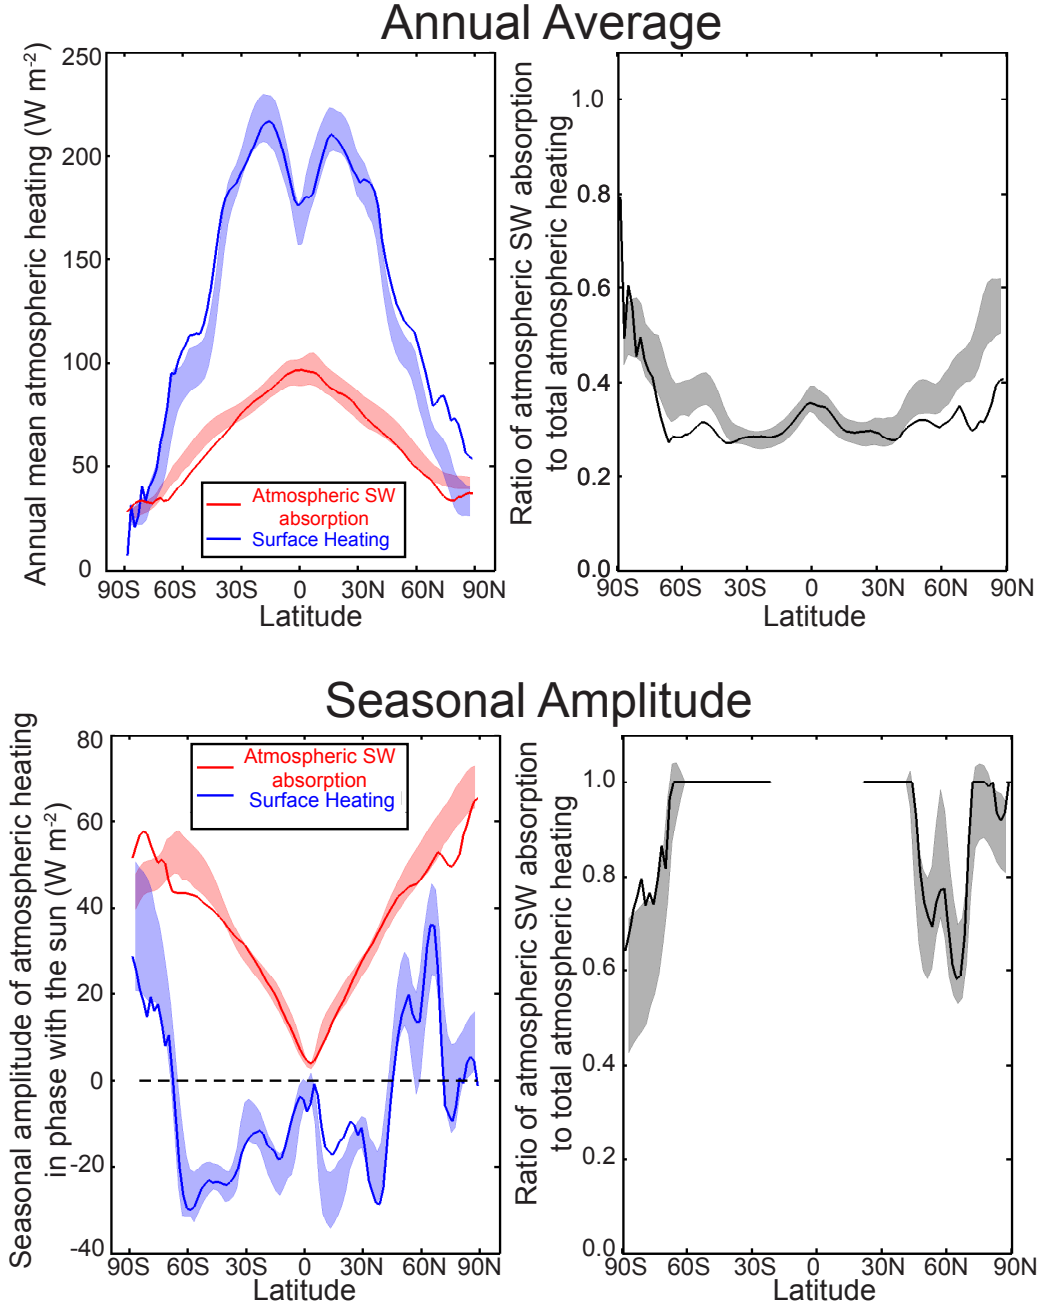 Annual Average
Annual mean atmospheric heating (W m-2)
250
200
150
100
50
0
Atmospheric SW
absorption
Surface Heating
90S 60S 30S 0 30N 60N 90N
Latitude
Ratio of atmospheric SW absorption
to total atmospheric heating
1.0
0.8
0.6
0.4
0.2
0.0
90S 60S 30S 0 30N 60N 90N
Latitude
Seasonal Amplitude
Seasonal amplitude of atmospheric heating
in phase with the sun (W m-2)
80
60
40
20
0
-20
-40
Atmospheric SW
absorption
Surface Heating
90S 60S 30S 0 30N 60N 90N
Latitude
Ratio of atmospheric SW absorption
to total atmospheric heating
1.0
0.8
0.6
0.4
0.2
0.0
90S 60S 30S 0 30N 60N 90N
Latitude